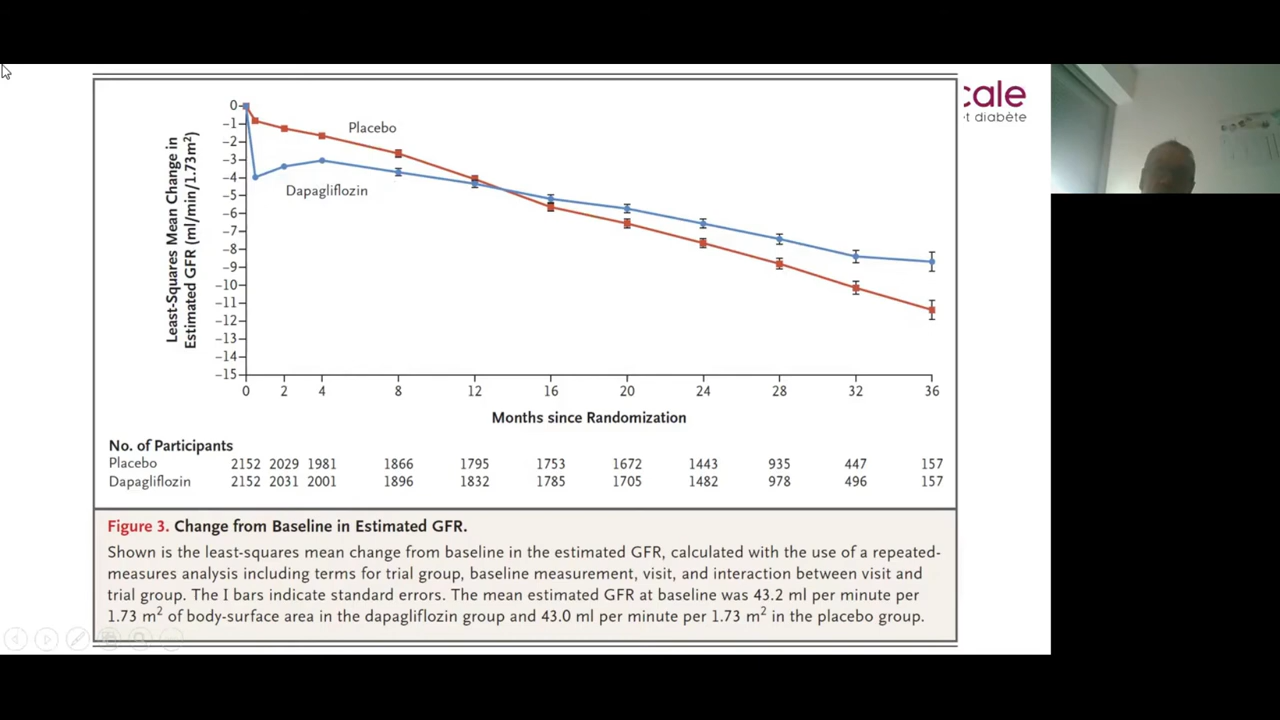 cale
t diabète
0
−1
−2
−3
−4
−5
−6
−7
−8
−9
−10
−11
−12
−13
−14
−15
Least-Squares Mean Change in
Estimated GFR (ml/min/1.73m²)
Placebo
Dapagliflozin
0 2 4 8 12 16 20 24 28 32 36
Months since Randomization
No. of Participants
Placebo 2152 2029 1981 1866 1795 1753 1672 1443 935 447 157
Dapagliflozin 2152 2031 2001 1896 1832 1785 1705 1482 978 496 157
Figure 3. Change from Baseline in Estimated GFR.
Shown is the least-squares mean change from baseline in the estimated GFR, calculated with the use of a repeated-
measures analysis including terms for trial group, baseline measurement, visit, and interaction between visit and
trial group. The I bars indicate standard errors. The mean estimated GFR at baseline was 43.2 ml per minute per
1.73 m² of body-surface area in the dapagliflozin group and 43.0 ml per minute per 1.73 m² in the placebo group.